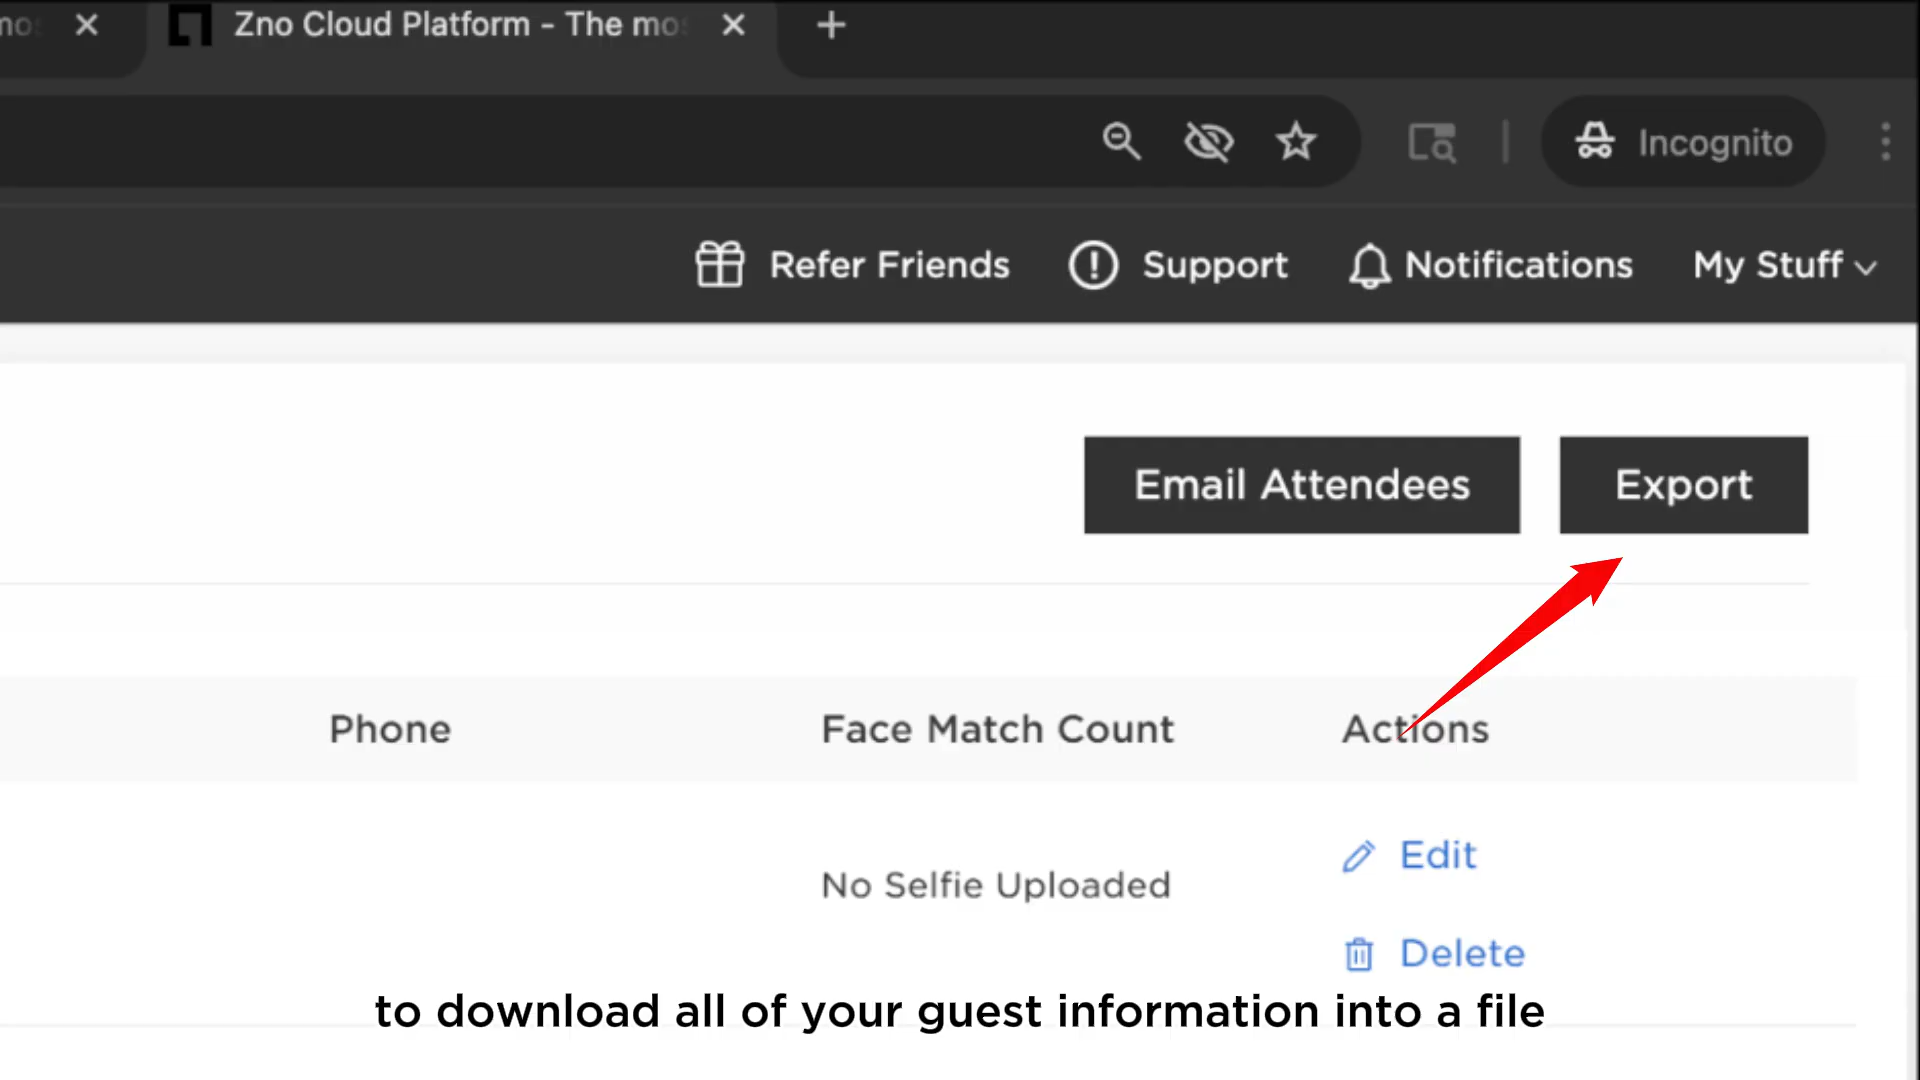 Zno Cloud Platform - The mos
Incognito
Refer Friends
Support
Notifications
My Stuff
Email Attendees
Export
Phone
Face Match Count
Actions
No Selfie Uploaded
Edit
Delete
to download all of your guest information into a file